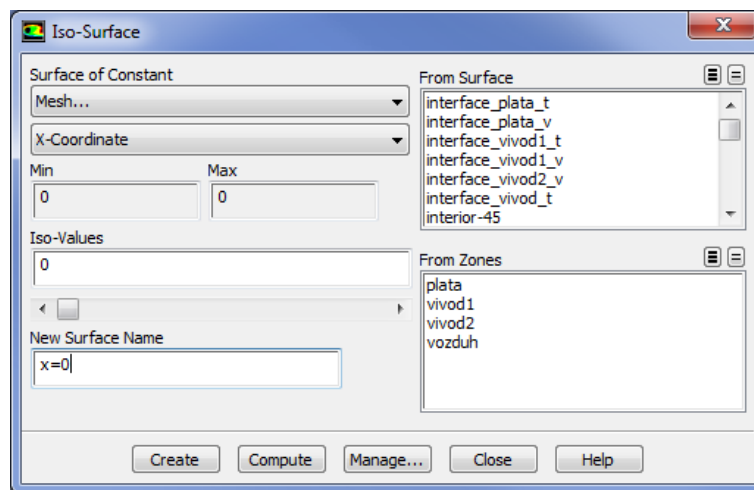 Iso-Surface
Surface of Constant
Mesh...
X-Coordinate
Min Max
0 0
Iso-Values
0
New Surface Name
x=0
From Surface
interface_plata_t
interface_plata_v
interface_vivod1_t
interface_vivod1_v
interface_vivod2_v
interface_vivod_t
interior-45
From Zones
plata
vivod1
vivod2
vozduh
Create Compute Manage... Close Help